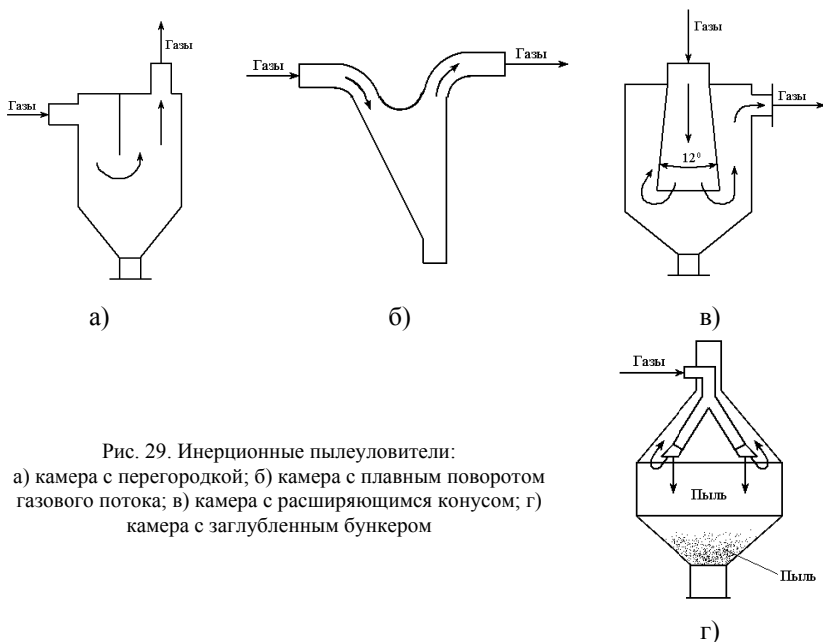 Газы
Газы
а)
Газы
Газы
б)
Газы
Газы
12⁰
в)
Рис. 29. Инерционные пылеуловители:
а) камера с перегородкой; б) камера с плавным поворотом
газового потока; в) камера с расширяющимся конусом; г)
камера с заглубленным бункером
Газы
Пыль
Пыль
г)